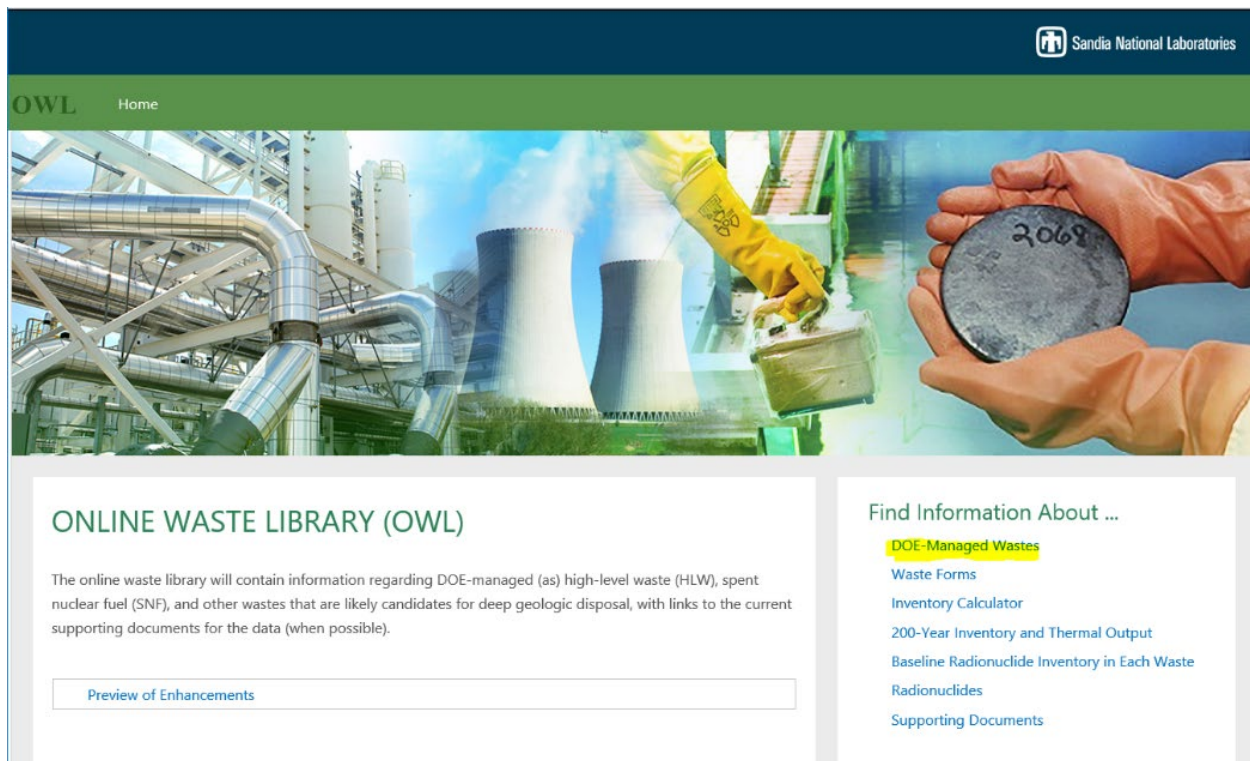 Sandia National Laboratories
OWL Home
2068
ONLINE WASTE LIBRARY (OWL)
The online waste library will contain information regarding DOE-managed (as) high-level waste (HLW), spent
nuclear fuel (SNF), and other wastes that are likely candidates for deep geologic disposal, with links to the current
supporting documents for the data (when possible).
Preview of Enhancements
Find Information About ...
DOE-Managed Wastes
Waste Forms
Inventory Calculator
200-Year Inventory and Thermal Output
Baseline Radionuclide Inventory in Each Waste
Radionuclides
Supporting Documents